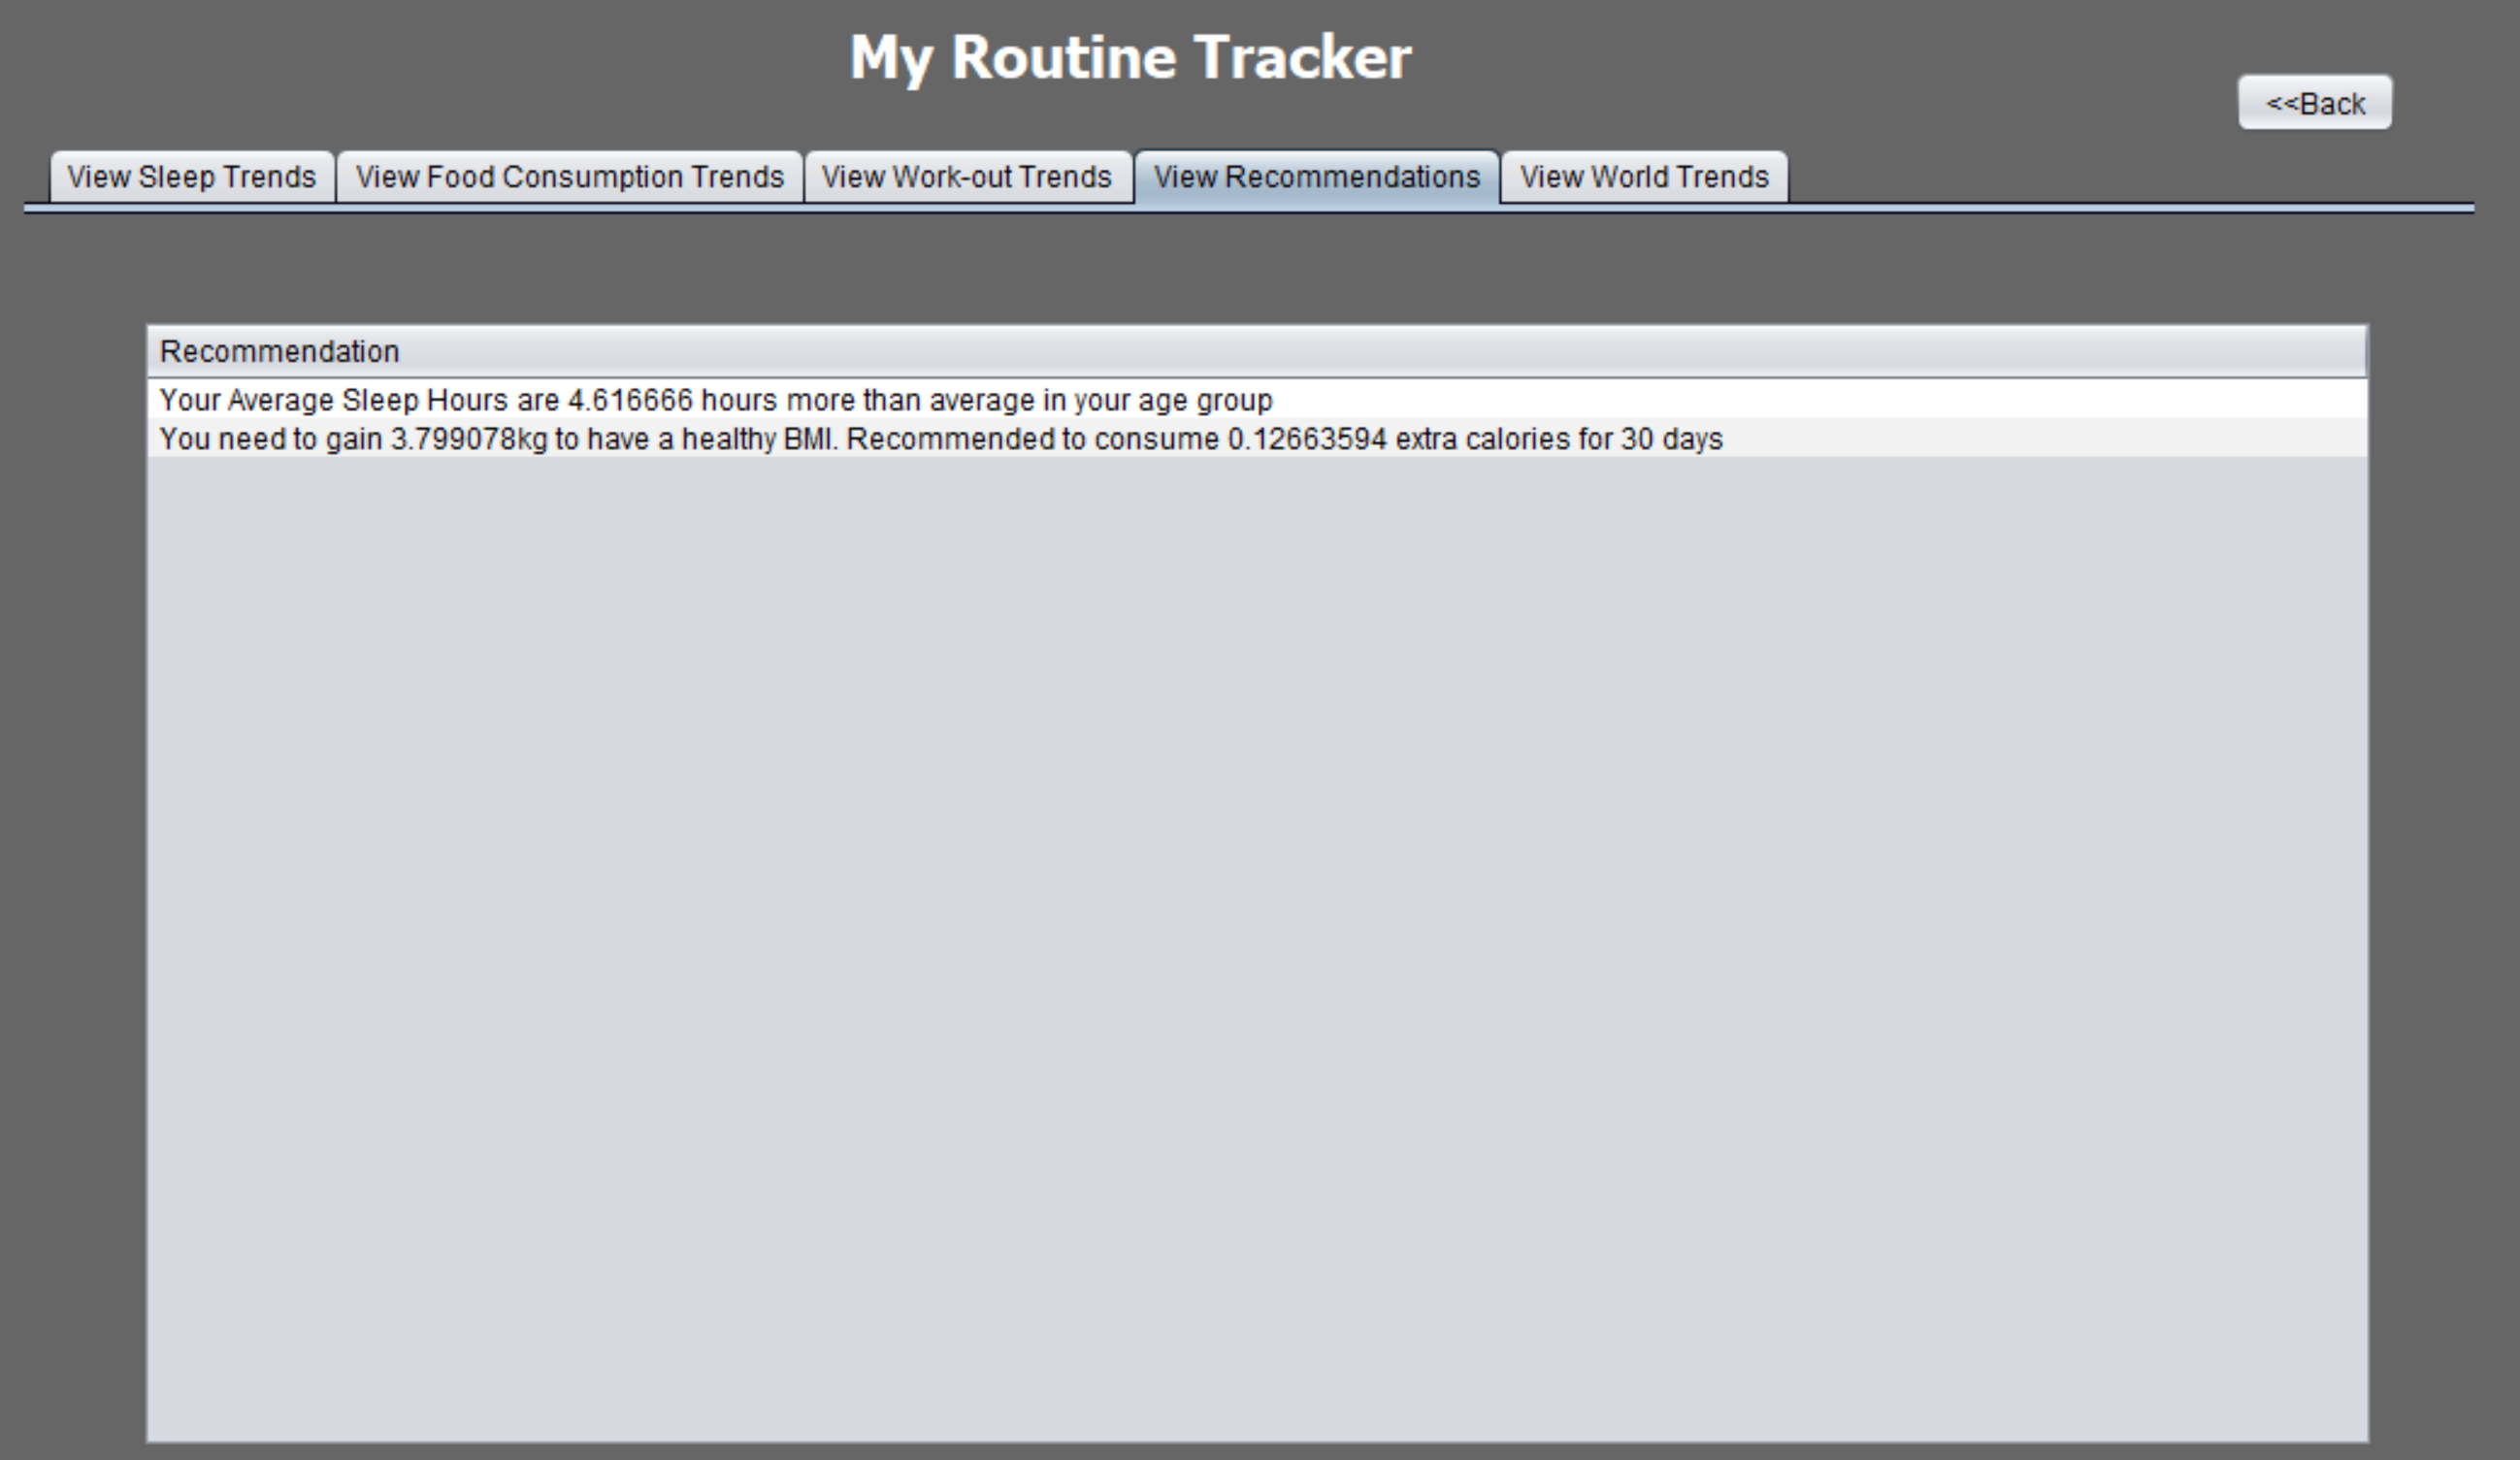 My Routine Tracker
<<Back
View Sleep Trends
View Food Consumption Trends
View Work-out Trends
View Recommendations
View World Trends
Recommendation
Your Average Sleep Hours are 4.616666 hours more than average in your age group
You need to gain 3.799078kg to have a healthy BMI. Recommended to consume 0.12663594 extra calories for 30 days